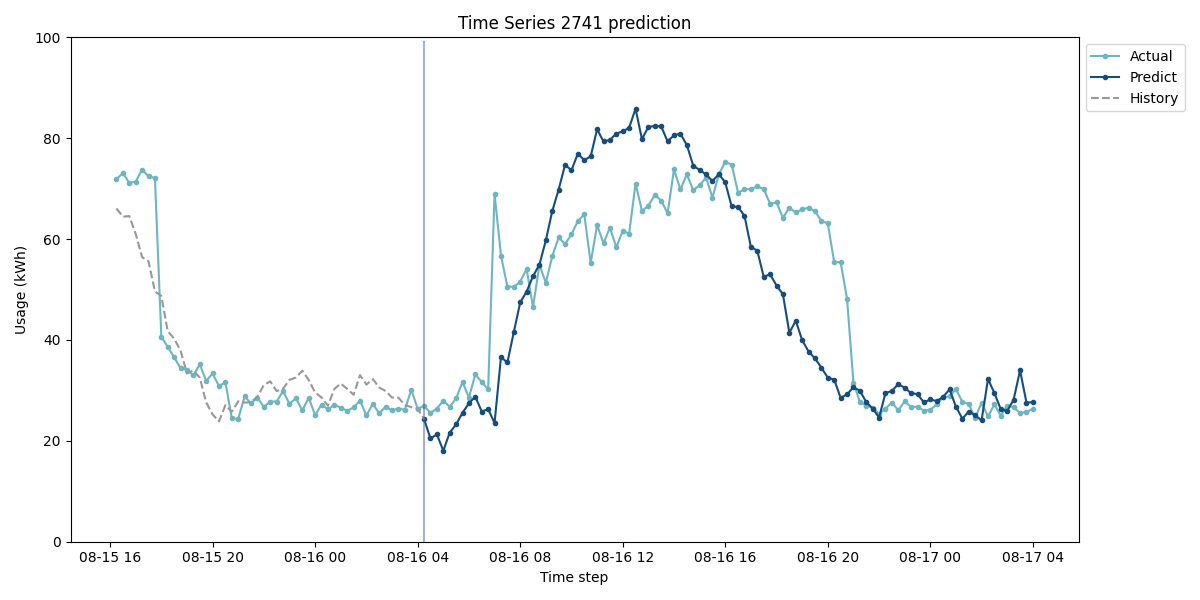 Time Series 2741 prediction
100
80
60
40
20
0
Usage (kWh)
08-15 16
08-15 20
08-16 00
08-16 04
08-16 08
08-16 12
08-16 16
08-16 20
08-17 00
08-17 04
Time step
Actual
Predict
History